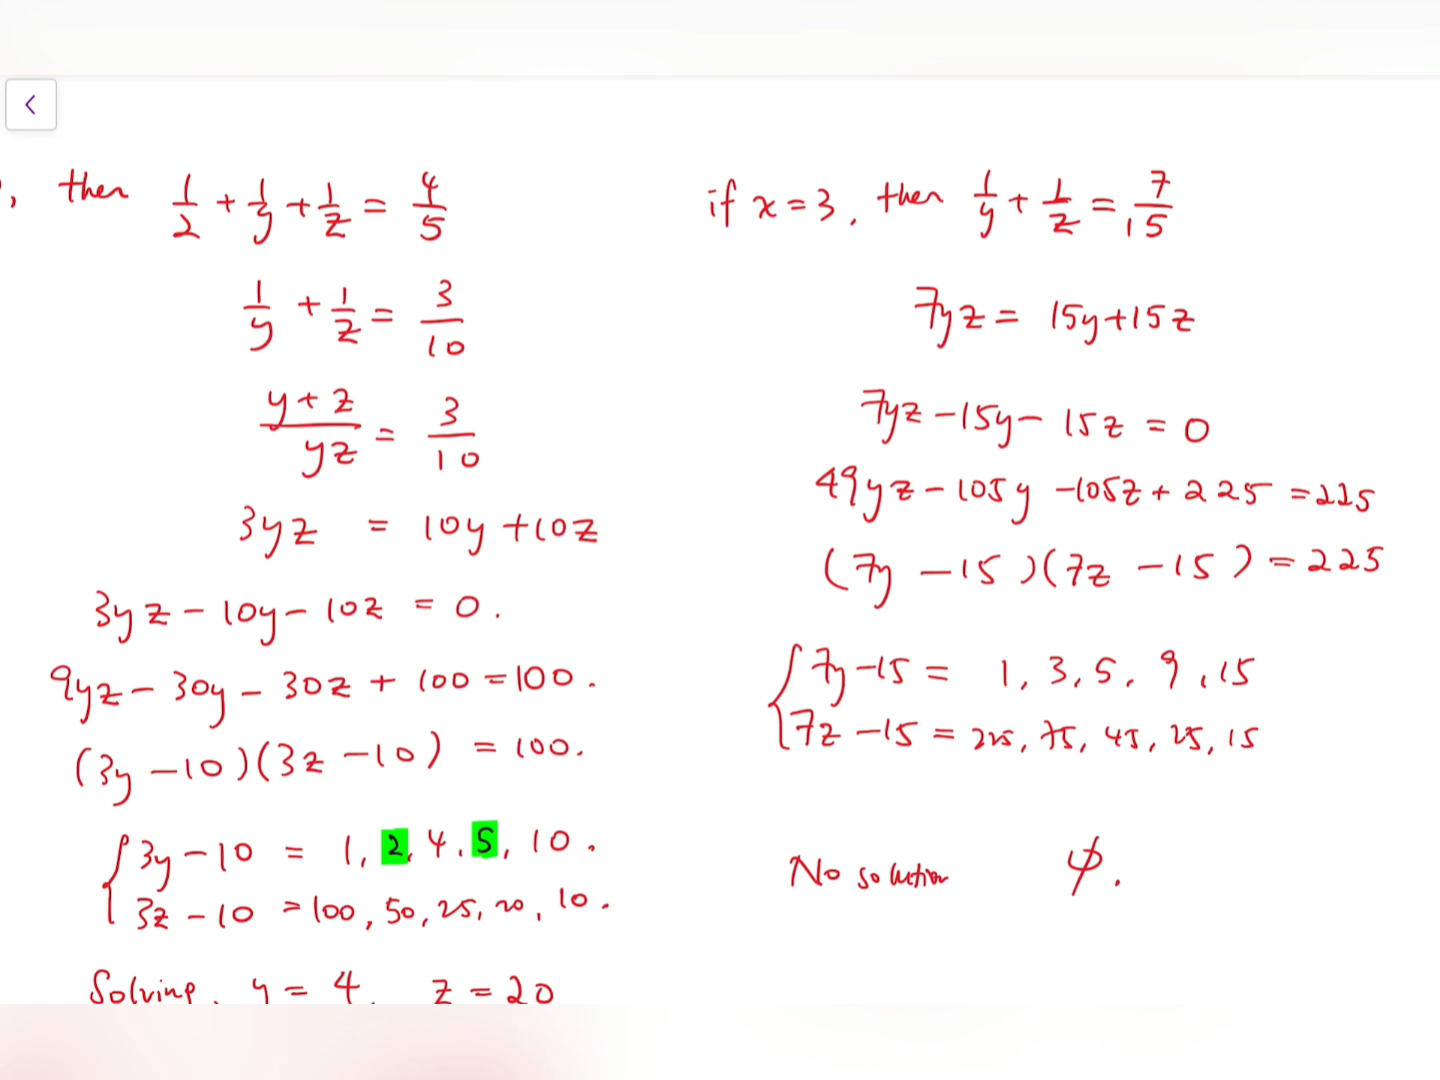 , then 1/2 + 1/y + 1/z = 4/5
1/y + 1/z = 3/10
y+z/yz = 3/10
3yz = 10y +10z
3yz - 10y - 10z = 0.
9yz - 30y - 30z + 100 = 100.
(3y - 10)(3z - 10) = 100.
{3y - 10 = 1, 2, 4, 5, 10.
3z - 10 = 100, 50, 25, 20, 10.
Solving, y = 4, z = 20
if x = 3, then 1/y + 1/z = 7/15
7yz = 15y+15z
7yz - 15y - 15z = 0
49yz - 105y - 105z + 225 = 225
(7y - 15)(7z - 15) = 225
{7y - 15 = 1, 3, 5, 9, 15
7z - 15 = 225, 75, 45, 25, 15
No solution ϕ.